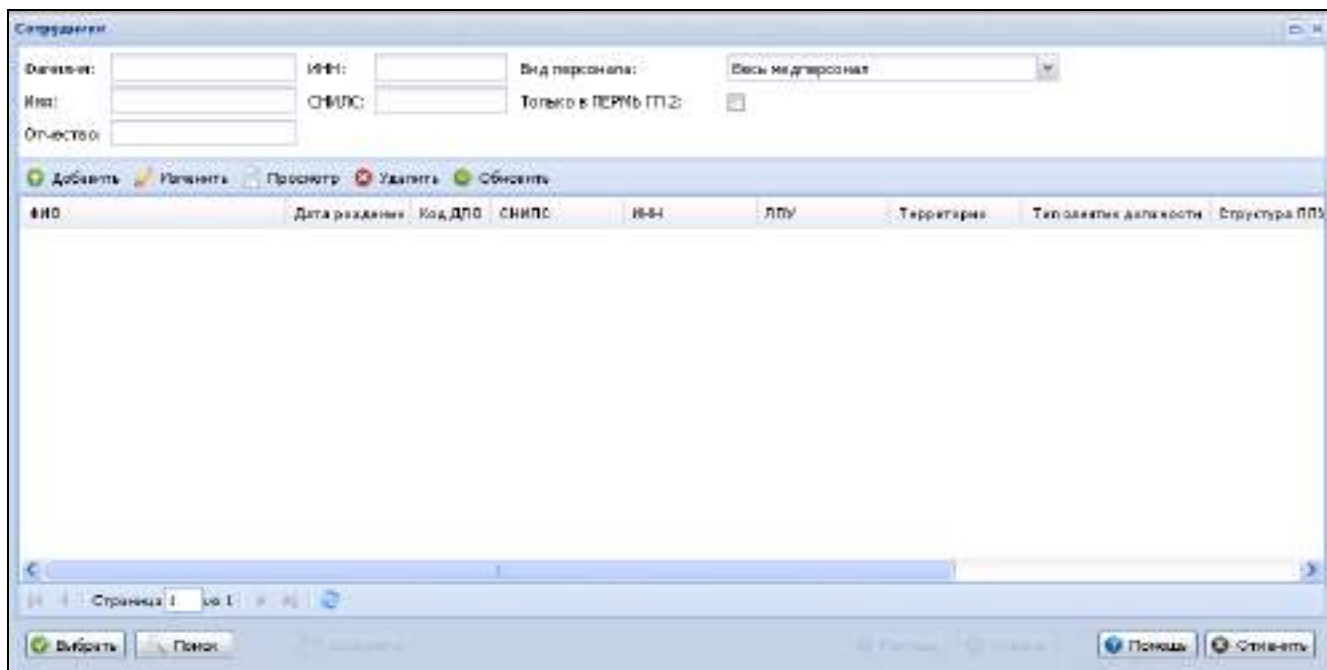 Сотрудники
Фамилия: ИНН: Вид персонала: Весь медперсонал
Имя: СНИЛС: Только в ПЕРМЬ ГП 2:
Отчество:
Добавить Изменить Просмотр Удалить Обновить
ФИО Дата рождения Код ДЛО СНИЛС ИНН ЛПУ Территория Тип занятия должности Структура ЛПУ
Страница 1 из 1
Выбрать Поиск Помощь Отменить